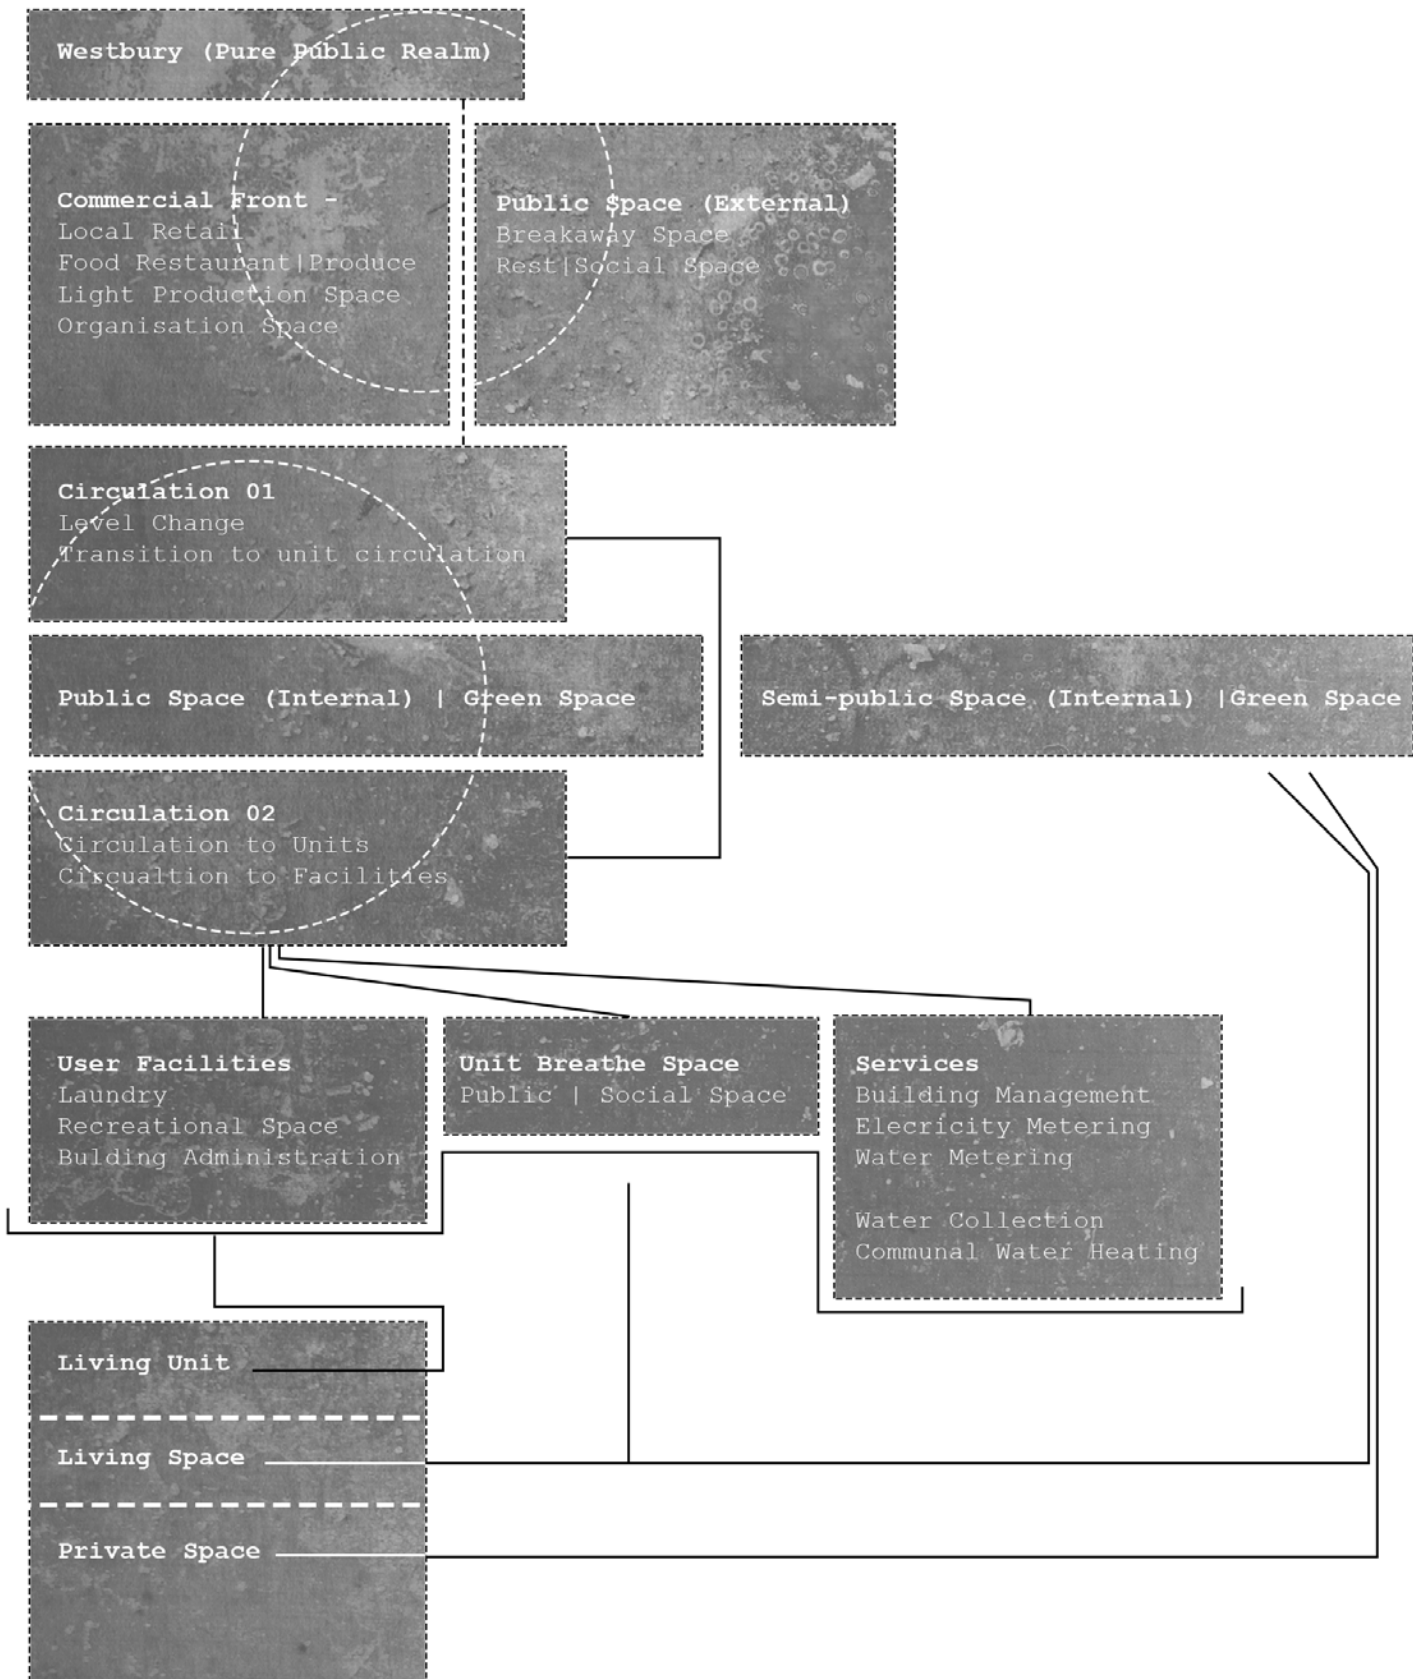 Westbury (Pure Public Realm)
Commercial Front -
Local Retail
Food Restaurant|Produce
Light Production Space
Organisation Space
Public Space (External)
Breakaway Space
Rest|Social Space
Circulation 01
Level Change
Transition to unit circulation
Public Space (Internal) | Green Space
Semi-public Space (Internal) |Green Space
Circulation 02
Circulation to Units
Circualtion to Facilities
User Facilities
Laundry
Recreational Space
Bulding Administration
Unit Breathe Space
Public | Social Space
Services
Building Management
Elecricity Metering
Water Metering
Water Collection
Communal Water Heating
Living Unit
Living Space
Private Space